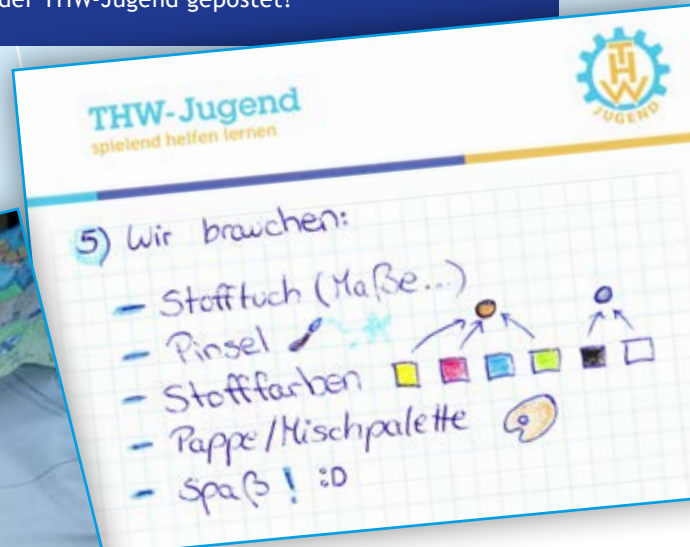 der THW-Jugend gepostet!
THW-Jugend
spielend helfen lernen
THW
JUGEND
5) Wir brauchen:
- Stofftuch (Maße...)
- Pinsel
- Stofffarben
- Pappe/Mischpalette
- Spaß! :D